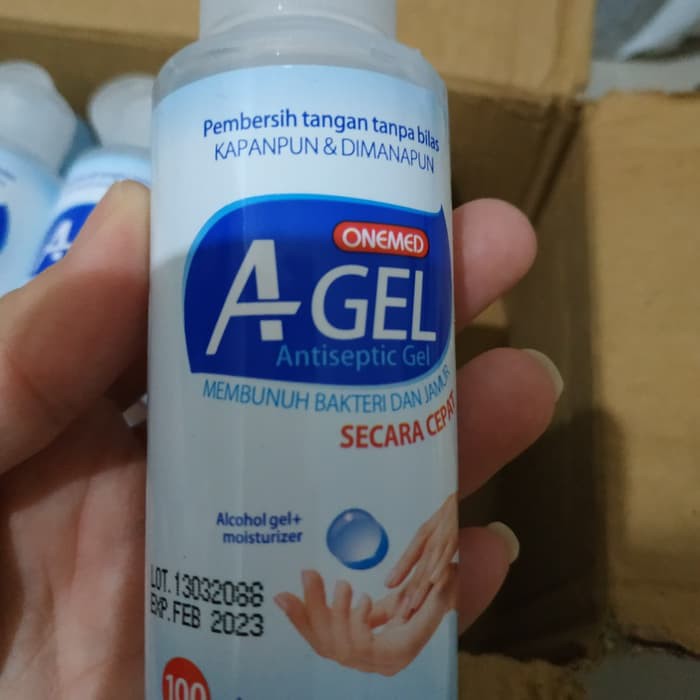 Pembersih tangan tanpa bilas
KAPANPUN & DIMANAPUN
ONEMED
A-GEL
Antiseptic Gel
MEMBUNUH BAKTERI DAN JAMUR
SECARA CEPAT
Alcohol gel+
moisturizer
LOT. 13032086
EXP. FEB 2023
100